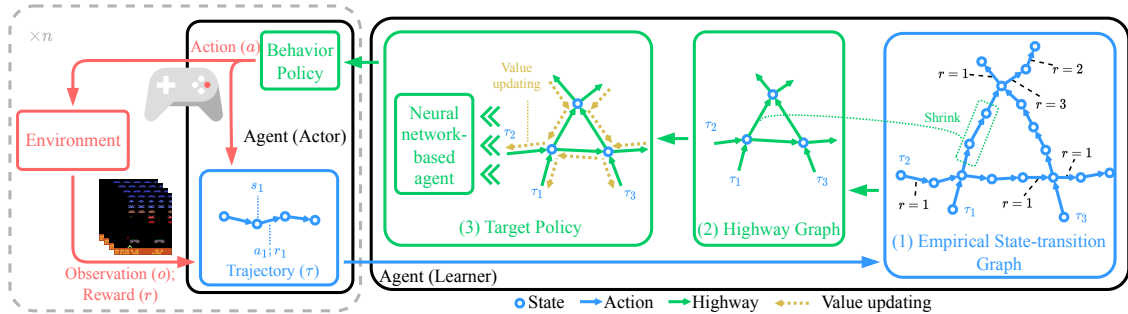 ×n
Action (a)
Behavior
Policy
Environment
Agent (Actor)
s₁
a₁; r₁
Trajectory (τ)
Observation (o);
Reward (r)
Agent (Learner)
Value
updating
Neural
network-
based
agent
τ₂
τ₁
τ₃
(3) Target Policy
τ₂
τ₁
τ₃
(2) Highway Graph
Shrink
r = 1
r = 2
r = 3
τ₂
r = 1
r = 1
r = 1
τ₁
τ₃
(1) Empirical State-transition
Graph
State
Action
Highway
Value updating